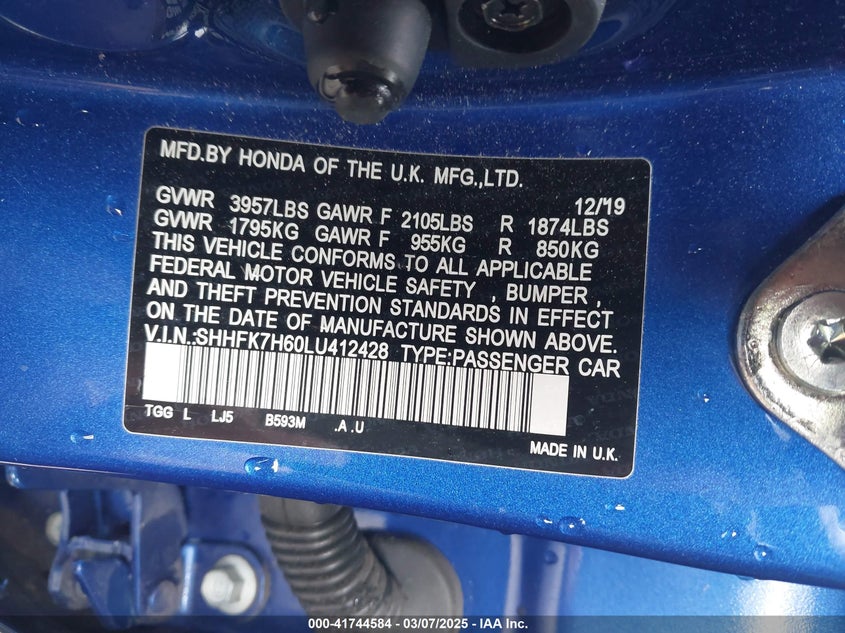 MFD.BY HONDA OF THE U.K. MFG.,LTD.
12/19
GVWR 3957LBS GAWR F 2105LBS R 1874LBS
GVWR 1795KG GAWR F 955KG R 850KG
THIS VEHICLE CONFORMS TO ALL APPLICABLE
FEDERAL MOTOR VEHICLE SAFETY , BUMPER ,
AND THEFT PREVENTION STANDARDS IN EFFECT
ON THE DATE OF MANUFACTURE SHOWN ABOVE.
V.I.N.:SHHFK7H60LU412428 TYPE:PASSENGER CAR
TGG L LJ5 B593M .A .U
MADE IN U.K.
000-41744584 — 03/07/2025 — IAA Inc.